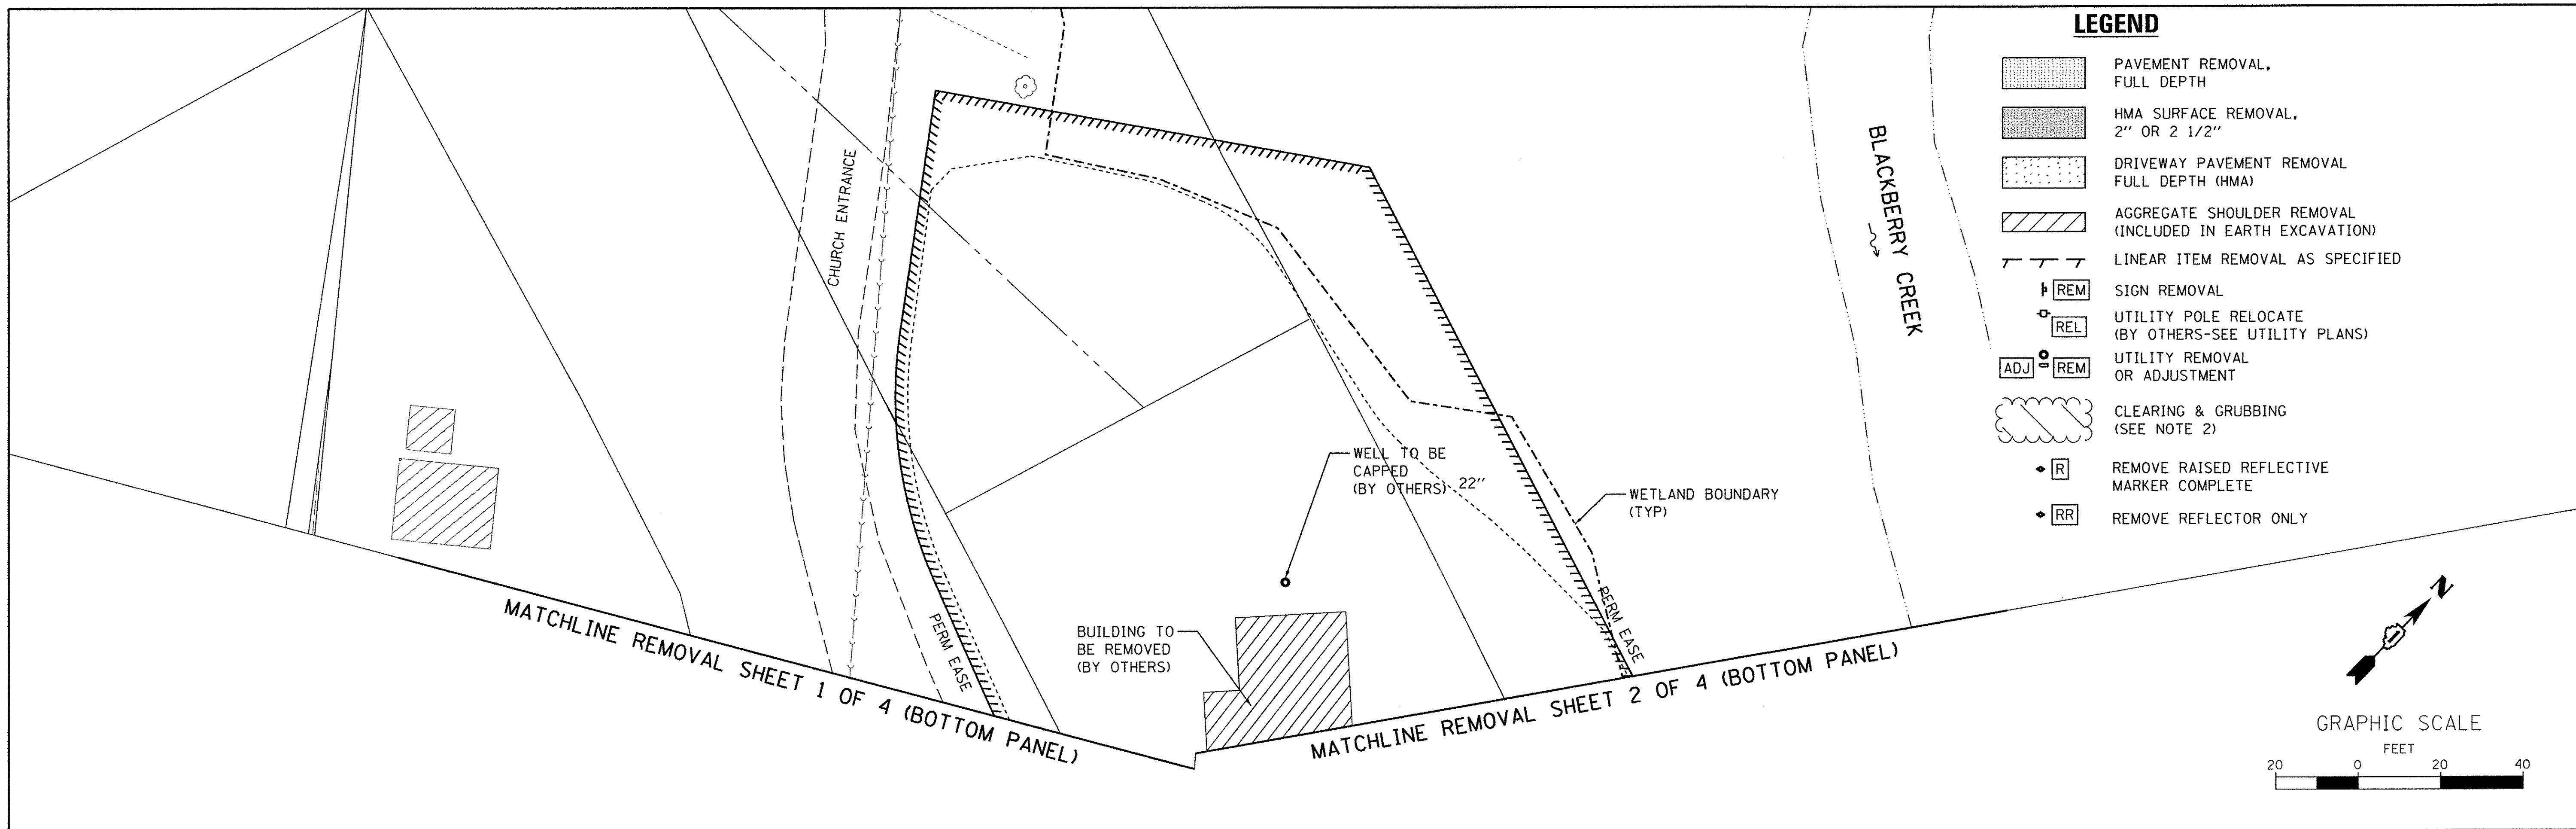 LEGEND
PAVEMENT REMOVAL,
FULL DEPTH
HMA SURFACE REMOVAL,
2" OR 2 1/2"
DRIVEWAY PAVEMENT REMOVAL
FULL DEPTH (HMA)
AGGREGATE SHOULDER REMOVAL
(INCLUDED IN EARTH EXCAVATION)
LINEAR ITEM REMOVAL AS SPECIFIED
REM SIGN REMOVAL
REL
UTILITY POLE RELOCATE
(BY OTHERS-SEE UTILITY PLANS)
ADJ REM
UTILITY REMOVAL
OR ADJUSTMENT
CLEARING & GRUBBING
(SEE NOTE 2)
R
REMOVE RAISED REFLECTIVE
MARKER COMPLETE
RR REMOVE REFLECTOR ONLY
CHURCH ENTRANCE
BLACKBERRY CREEK
WELL TO BE
CAPPED
(BY OTHERS)
22"
WETLAND BOUNDARY
(TYP)
BUILDING TO
BE REMOVED
(BY OTHERS)
PERM EASE
PERM EASE
MATCHLINE REMOVAL SHEET 1 OF 4 (BOTTOM PANEL)
MATCHLINE REMOVAL SHEET 2 OF 4 (BOTTOM PANEL)
N
GRAPHIC SCALE
FEET
20 0 20 40